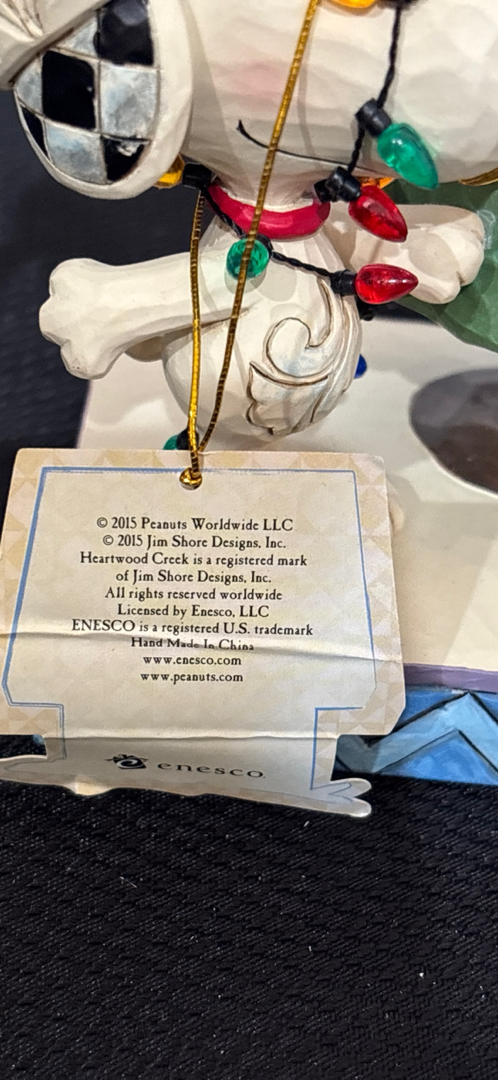 © 2015 Peanuts Worldwide LLC
© 2015 Jim Shore Designs, Inc.
Heartwood Creek is a registered mark
of Jim Shore Designs, Inc.
All rights reserved worldwide
Licensed by Enesco, LLC
ENESCO is a registered U.S. trademark
Hand Made In China
www.enesco.com
www.peanuts.com
enesco.